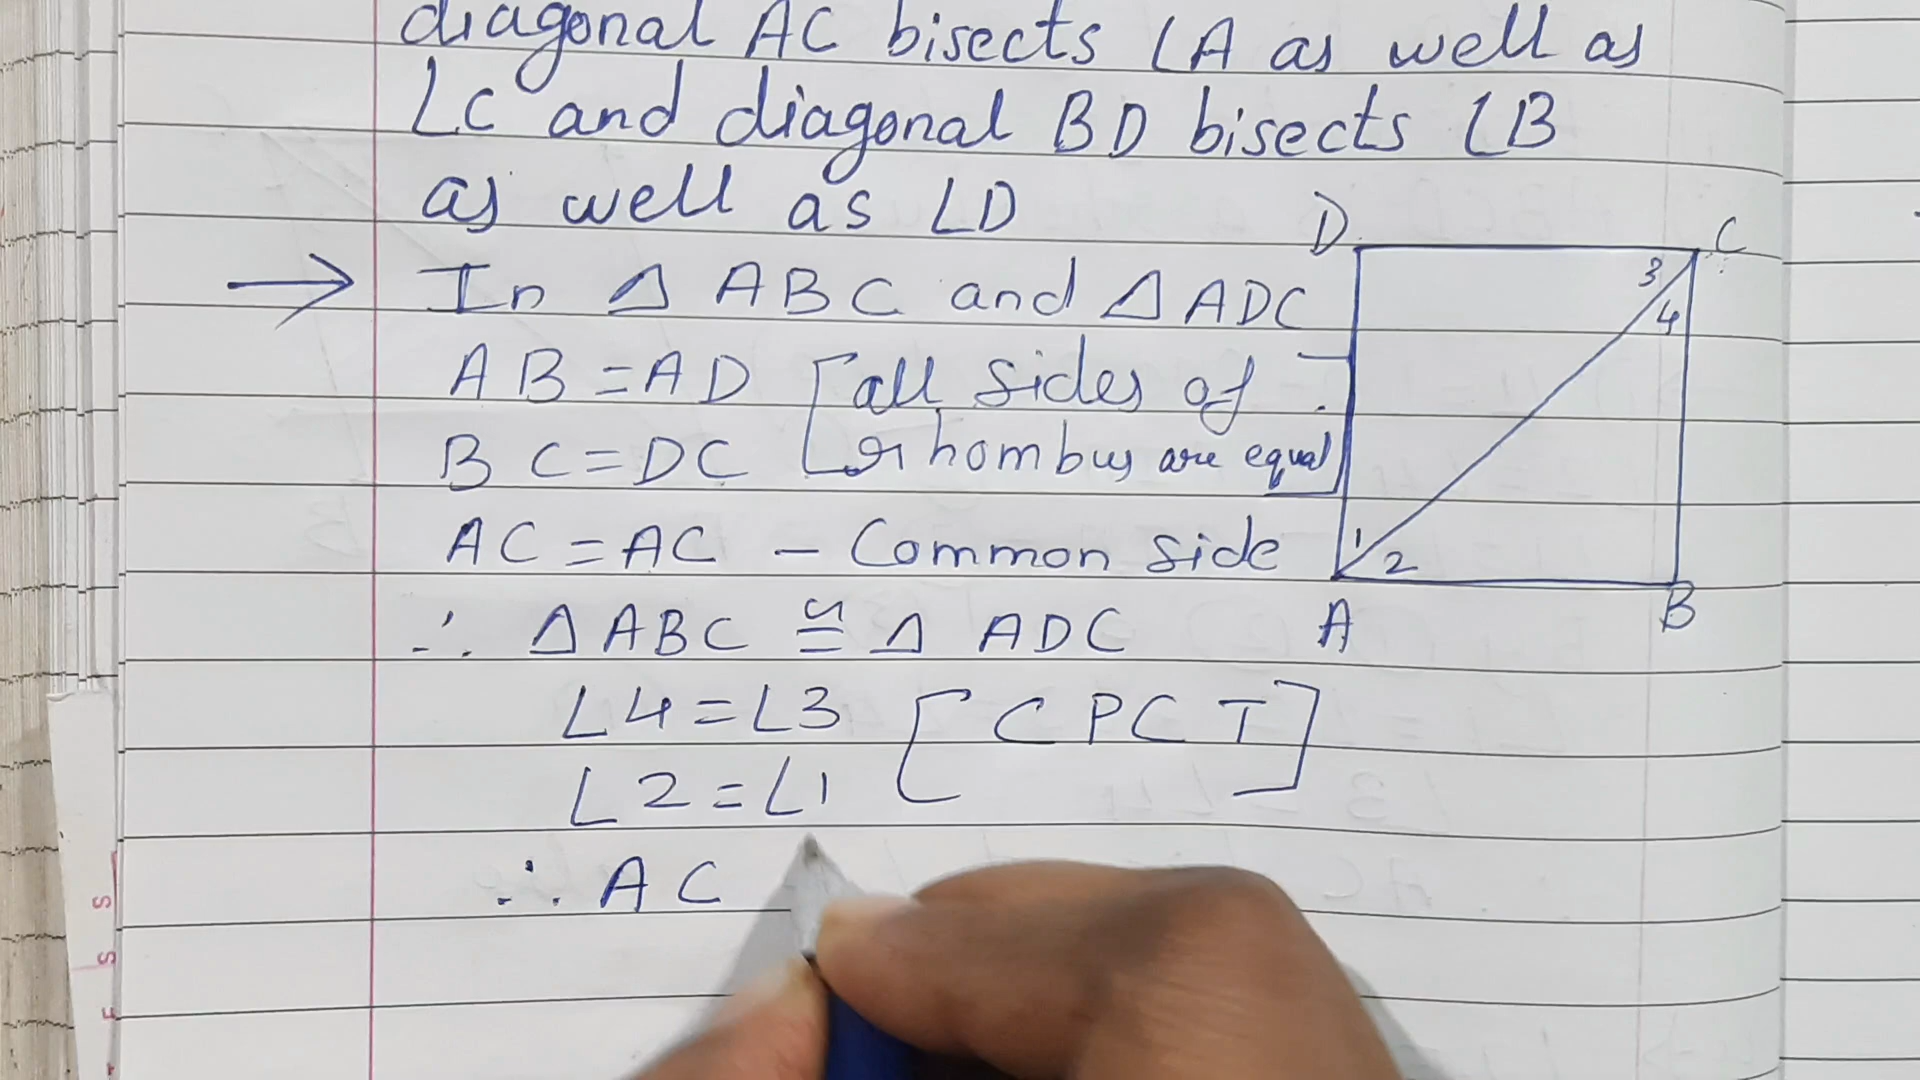 diagonal AC bisects ∠A as well as
∠C and diagonal BD bisects ∠B
as well as ∠D
→ In △ ABC and △ ADC
AB = AD [all sides of
BC = DC rhombus are equal]
AC = AC - Common side
∴ △ ABC ≅ △ ADC
∠4 = ∠3 [CPCT]
∠2 = ∠1
∴ AC
D C
3
4
1 2
A B